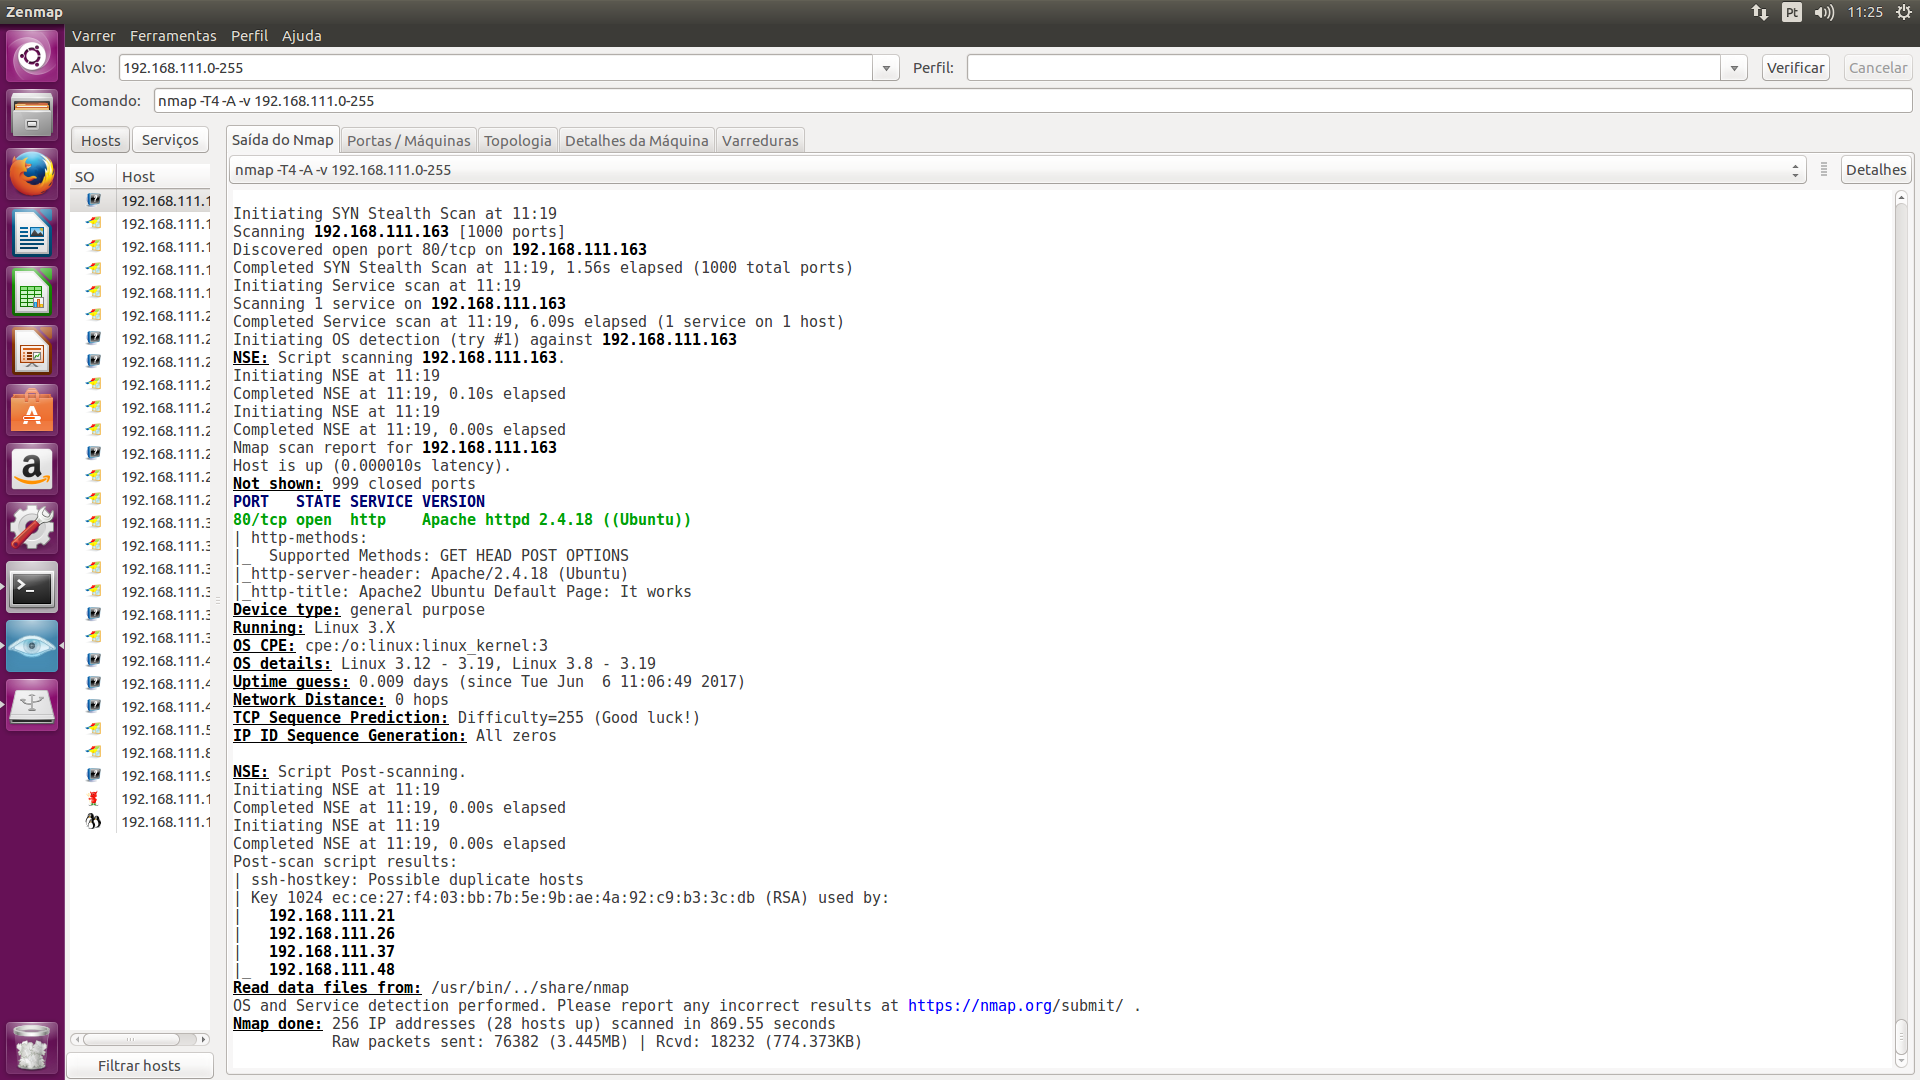 Zenmap
Pt
11:25
Varrer Ferramentas Perfil Ajuda
Alvo: 192.168.111.0-255 Perfil: Verificar Cancelar
Comando: nmap -T4 -A -v 192.168.111.0-255
Hosts Serviços
Saída do Nmap Portas / Máquinas Topologia Detalhes da Máquina Varreduras
nmap -T4 -A -v 192.168.111.0-255 Detalhes
SO Host
192.168.111.1
192.168.111.1
192.168.111.1
192.168.111.1
192.168.111.1
192.168.111.2
192.168.111.2
192.168.111.2
192.168.111.2
192.168.111.2
192.168.111.2
192.168.111.2
192.168.111.2
192.168.111.2
192.168.111.3
192.168.111.3
192.168.111.3
192.168.111.3
192.168.111.3
192.168.111.3
192.168.111.4
192.168.111.4
192.168.111.4
192.168.111.5
192.168.111.8
192.168.111.9
192.168.111.1
192.168.111.1
Filtrar hosts
Initiating SYN Stealth Scan at 11:19
Scanning 192.168.111.163 [1000 ports]
Discovered open port 80/tcp on 192.168.111.163
Completed SYN Stealth Scan at 11:19, 1.56s elapsed (1000 total ports)
Initiating Service scan at 11:19
Scanning 1 service on 192.168.111.163
Completed Service scan at 11:19, 6.09s elapsed (1 service on 1 host)
Initiating OS detection (try #1) against 192.168.111.163
NSE: Script scanning 192.168.111.163.
Initiating NSE at 11:19
Completed NSE at 11:19, 0.10s elapsed
Initiating NSE at 11:19
Completed NSE at 11:19, 0.00s elapsed
Nmap scan report for 192.168.111.163
Host is up (0.000010s latency).
Not shown: 999 closed ports
PORT   STATE SERVICE VERSION
80/tcp open  http    Apache httpd 2.4.18 ((Ubuntu))
| http-methods:
|_  Supported Methods: GET HEAD POST OPTIONS
|_http-server-header: Apache/2.4.18 (Ubuntu)
|_http-title: Apache2 Ubuntu Default Page: It works
Device type: general purpose
Running: Linux 3.X
OS CPE: cpe:/o:linux:linux_kernel:3
OS details: Linux 3.12 - 3.19, Linux 3.8 - 3.19
Uptime guess: 0.009 days (since Tue Jun  6 11:06:49 2017)
Network Distance: 0 hops
TCP Sequence Prediction: Difficulty=255 (Good luck!)
IP ID Sequence Generation: All zeros
NSE: Script Post-scanning.
Initiating NSE at 11:19
Completed NSE at 11:19, 0.00s elapsed
Initiating NSE at 11:19
Completed NSE at 11:19, 0.00s elapsed
Post-scan script results:
| ssh-hostkey: Possible duplicate hosts
| Key 1024 ec:ce:27:f4:03:bb:7b:5e:9b:ae:4a:92:c9:b3:3c:db (RSA) used by:
|   192.168.111.21
|   192.168.111.26
|   192.168.111.37
|_  192.168.111.48
Read data files from: /usr/bin/../share/nmap
OS and Service detection performed. Please report any incorrect results at https://nmap.org/submit/ .
Nmap done: 256 IP addresses (28 hosts up) scanned in 869.55 seconds
Raw packets sent: 76382 (3.445MB) | Rcvd: 18232 (774.373KB)